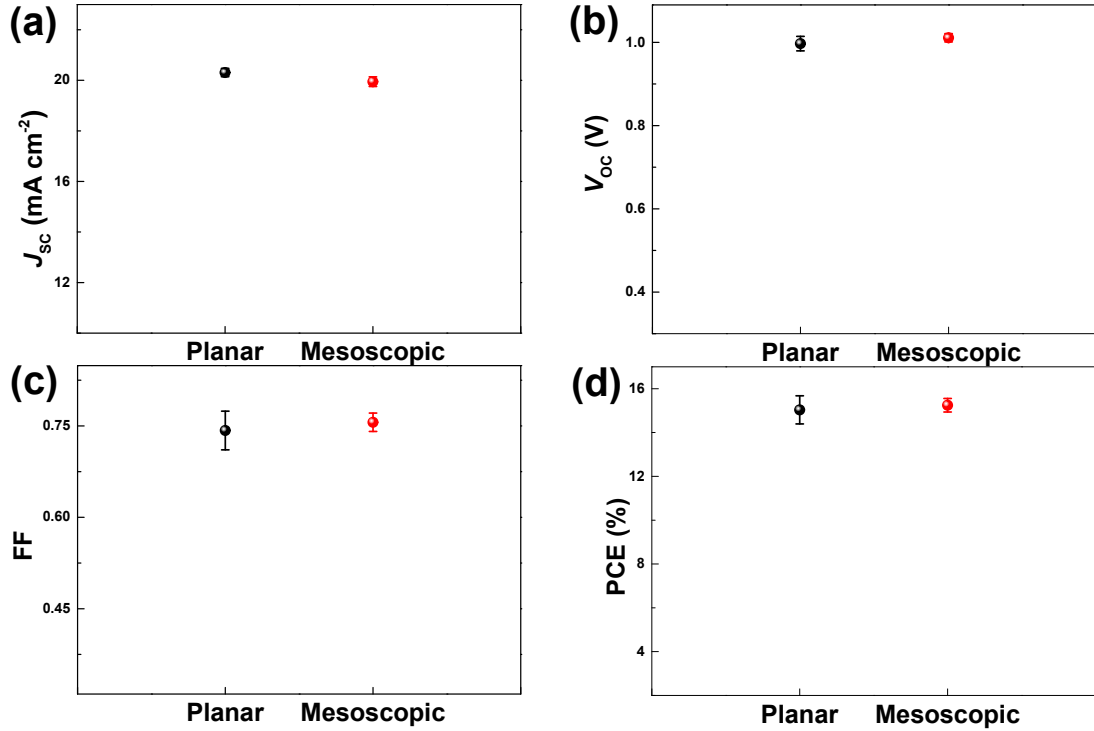 (a)
20
16
12
J_SC (mA cm⁻²)
Planar Mesoscopic
(b)
1.0
0.8
0.6
0.4
V_OC (V)
Planar Mesoscopic
(c)
0.75
0.60
0.45
FF
Planar Mesoscopic
(d)
16
12
8
4
PCE (%)
Planar Mesoscopic